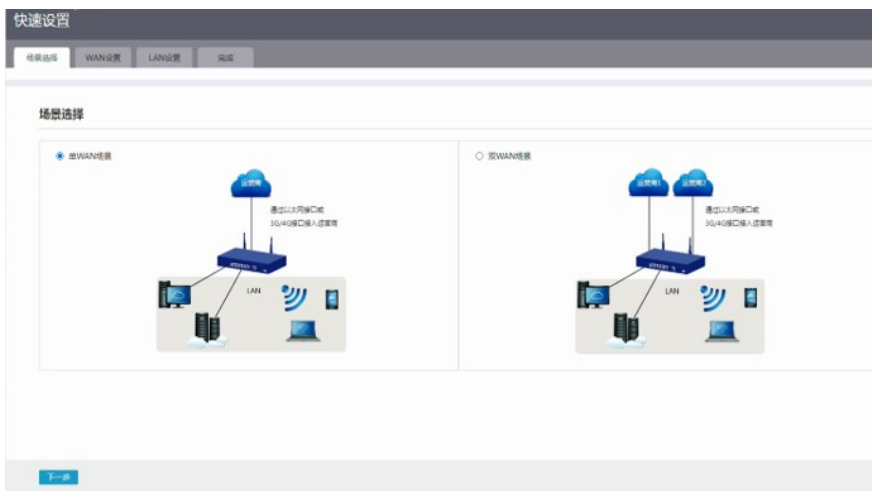 快速设置
场景选择 WAN设置 LAN设置 完成
场景选择
单WAN场景
双WAN场景
运营商
通过以太网接口或
3G/4G接口接入运营商
LAN
运营商1 运营商2
通过以太网接口或
3G/4G接口接入运营商
LAN
下一步